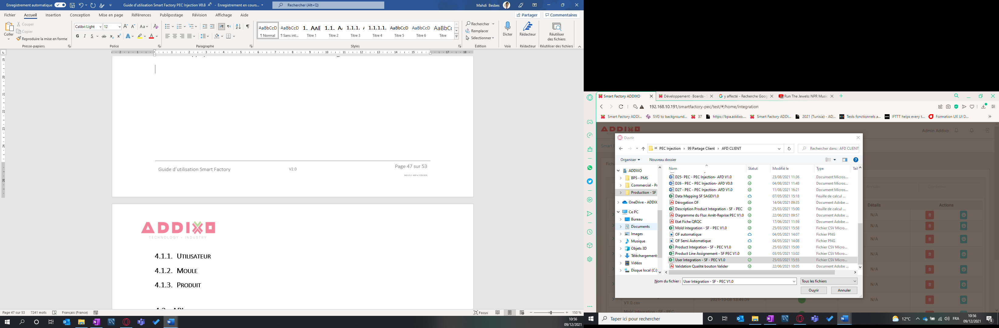 Enregistrement automatique
Guide d'utilisation Smart Factory PEC Injection V0.8 - Enregistrement en cours...
Rechercher (Alt+Q)
Mahdi Besbes
Fichier Accueil Insertion Conception Mise en page Références Publipostage Révision Affichage Aide
Partager Commentaires
Coller
Couper
Copier
Reproduire la mise en forme
Presse-papiers
Calibri Light 12
G I S ab
Police
Paragraphe
AaBbCcD AaBbCcD 1. AaE 1.1. A 1.1.1. 1.1.1.1. AaBbCcD AaBbCcD AaBbC
¶ Normal ¶ Sans int... Titre 1 Titre 2 Titre 3 Titre 4 Titre 5 Titre 6 Titre
Styles
Rechercher
Remplacer
Sélectionner
Édition
Dicter
Voix
Rédacteur
Rédacteur
Réutiliser
des fichiers
Réutiliser des fichiers
Guide d'utilisation Smart Factory
V2.0
Page 47 sur 53
ADDIXO
TECHNOLOGY - INDUSTRY
4.1.1. Utilisateur
4.1.2. Moule
4.1.3. Produit
Page 47 sur 53 7241 mots Français (France)
Focus
150 %
10:56
09/12/2021
Smart Factory ADDIXO
Développement · Boards · S
y affecté - Recherche Goog
Run The Jewels: NPR Music
192.168.10.191/smartfactory-pec/test/#/home/integration
Smart Factory ADDI...
SVG to background...
37
https://bpa.addixo....
Smart Factory ADDI...
2021 (Tunisia) - AD...
Tests fonctionnels a...
IFTTT helps every t...
Formation UX UI D...
ADDIXO
Admin Addixo
Ouvrir
« PEC Injection › 99 Partage Client › AFD CLIENT
Rechercher dans : AFD CLIENT
Organiser
Nouveau dossier
Nom Statut Modifié le Type Tail
ADDIXO
BPS - PMS
Commercial - Pr
Production - SF
OneDrive - ADDIX
Ce PC
Bureau
Documents
Images
Musique
Objets 3D
Téléchargements
Vidéos
Disque local (C:)
D25- PEC - PEC Injection- AFD V1.0 23/08/2021 11:36 Document Micros...
D26 - PEC - PEC Injection- AFD V0.8 04/08/2021 11:48 Document Micros...
D27 - PEC - PEC Injection- AFD V1.0 11/08/2021 16:21 Document Micros...
Data Mapping SF SAGEV1.0 07/05/2021 15:18 Feuille de calcul ...
Dérogation OF 14/04/2021 09:35 Document Adobe ...
Description Product Integration - SF - PEC 25/03/2021 15:00 Feuille de calcul ...
Diagramme du Flux Arrêt-Reprise PEC V1.0 22/06/2021 09:57 Document Adobe ...
Etat Fiche QRQC 17/06/2021 11:59 Document Adobe ...
Mold Integration - SF - PEC V1.0 25/03/2021 15:58 Fichier CSV Micro...
OF automatique 04/05/2021 14:07 Fichier PNG
OF Semi Automatique 04/05/2021 14:08 Fichier PNG
Product Integration - SF - PEC V1.0 25/03/2021 15:00 Fichier CSV Micro...
Product Line Assignement - SF PEC V1.0 03/05/2021 13:02 Fichier CSV Micro...
User Integration - SF - PEC V1.0 25/03/2021 15:55 Fichier CSV Micro...
Validation Qualité bouton Valider 22/06/2021 10:05 Document Adobe ...
Nom du fichier : User Integration - SF - PEC V1.0
Tous les fichiers
Ouvrir Annuler
Annuler Confirmer
Détails Actions
N/A
N/A
N/A
N/A
N/A
N/A
N/A
V1.0.csv
2021-10-08 13:49:09
Mold Integration - SF - PEC
Taper ici pour rechercher
12°C
FRA
10:56
09/12/2021
8